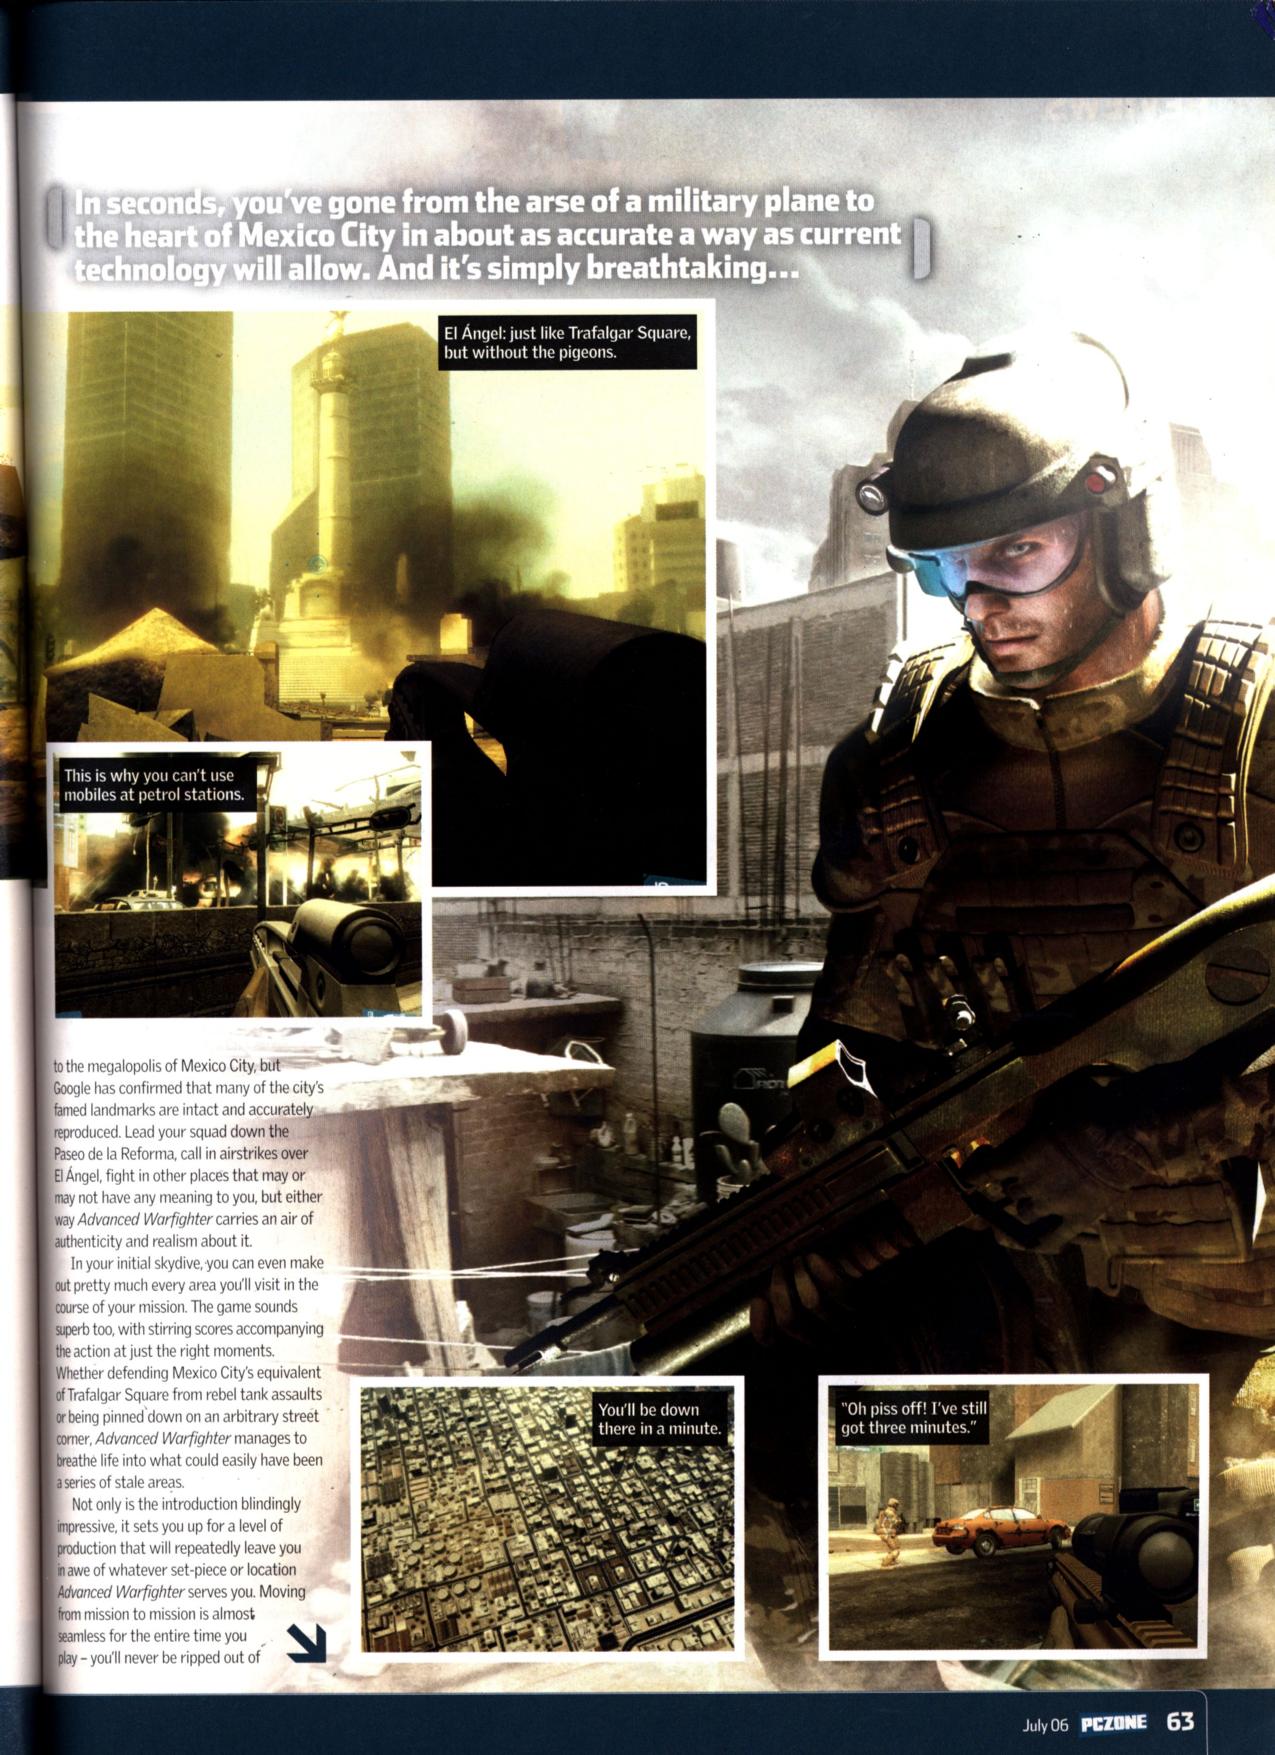 In seconds, you've gone from the arse of a military plane to
the heart of Mexico City in about as accurate a way as current
technology will allow. And it's simply breathtaking...
El Ángel: just like Trafalgar Square,
but without the pigeons.
This is why you can't use
mobiles at petrol stations.
to the megalopolis of Mexico City, but
Google has confirmed that many of the city's
famed landmarks are intact and accurately
reproduced. Lead your squad down the
Paseo de la Reforma, call in airstrikes over
El Ángel, fight in other places that may or
may not have any meaning to you, but either
way Advanced Warfighter carries an air of
authenticity and realism about it.
In your initial skydive, you can even make
out pretty much every area you'll visit in the
course of your mission. The game sounds
superb too, with stirring scores accompanying
the action at just the right moments.
Whether defending Mexico City's equivalent
of Trafalgar Square from rebel tank assaults
or being pinned down on an arbitrary street
corner, Advanced Warfighter manages to
breathe life into what could easily have been
a series of stale areas.
Not only is the introduction blindingly
impressive, it sets you up for a level of
production that will repeatedly leave you
in awe of whatever set-piece or location
Advanced Warfighter serves you. Moving
from mission to mission is almost
seamless for the entire time you
play – you'll never be ripped out of
You'll be down
there in a minute.
"Oh piss off! I've still
got three minutes."
July 06 PCZONE 63